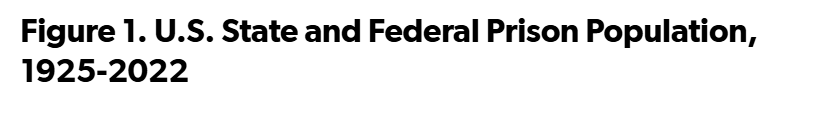 Figure 1. U.S. State and Federal Prison Population,
1925-2022